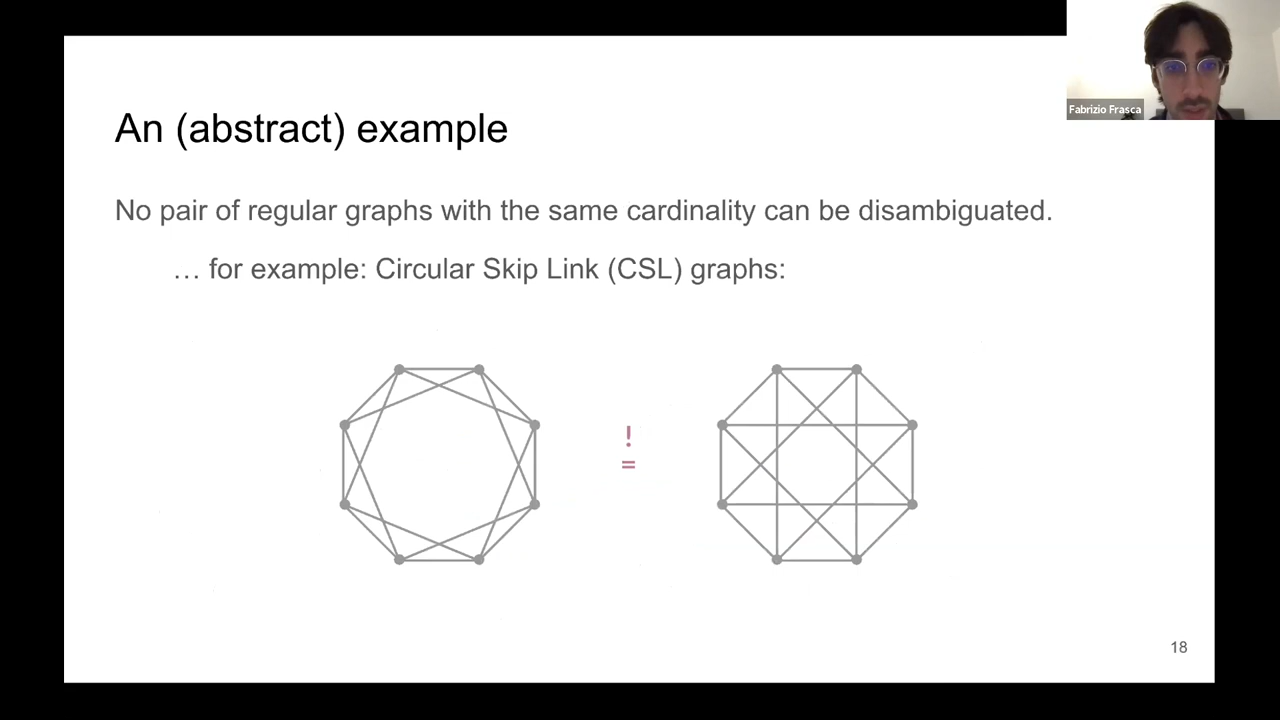 Fabrizio Frasca
An (abstract) example
No pair of regular graphs with the same cardinality can be disambiguated.
… for example: Circular Skip Link (CSL) graphs:
!
=
18